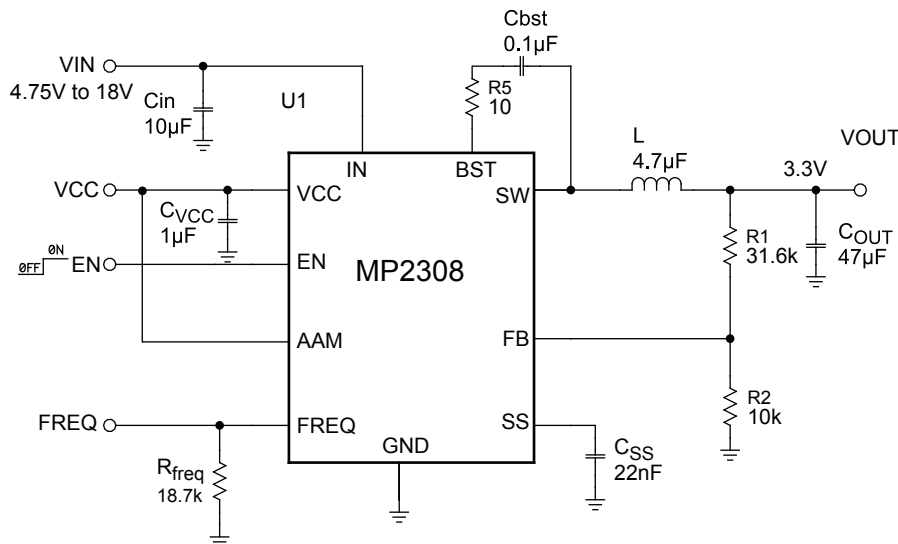 Cbst
0.1µF
VIN
4.75V to 18V
Cin
10µF
U1
R5
10
IN
BST
L
4.7µF
VOUT
3.3V
VCC
VCC
SW
CVCC
1µF
0FF
0N
EN
EN
MP2308
R1
31.6k
COUT
47µF
AAM
FB
R2
10k
FREQ
FREQ
SS
GND
CSS
22nF
Rfreq
18.7k